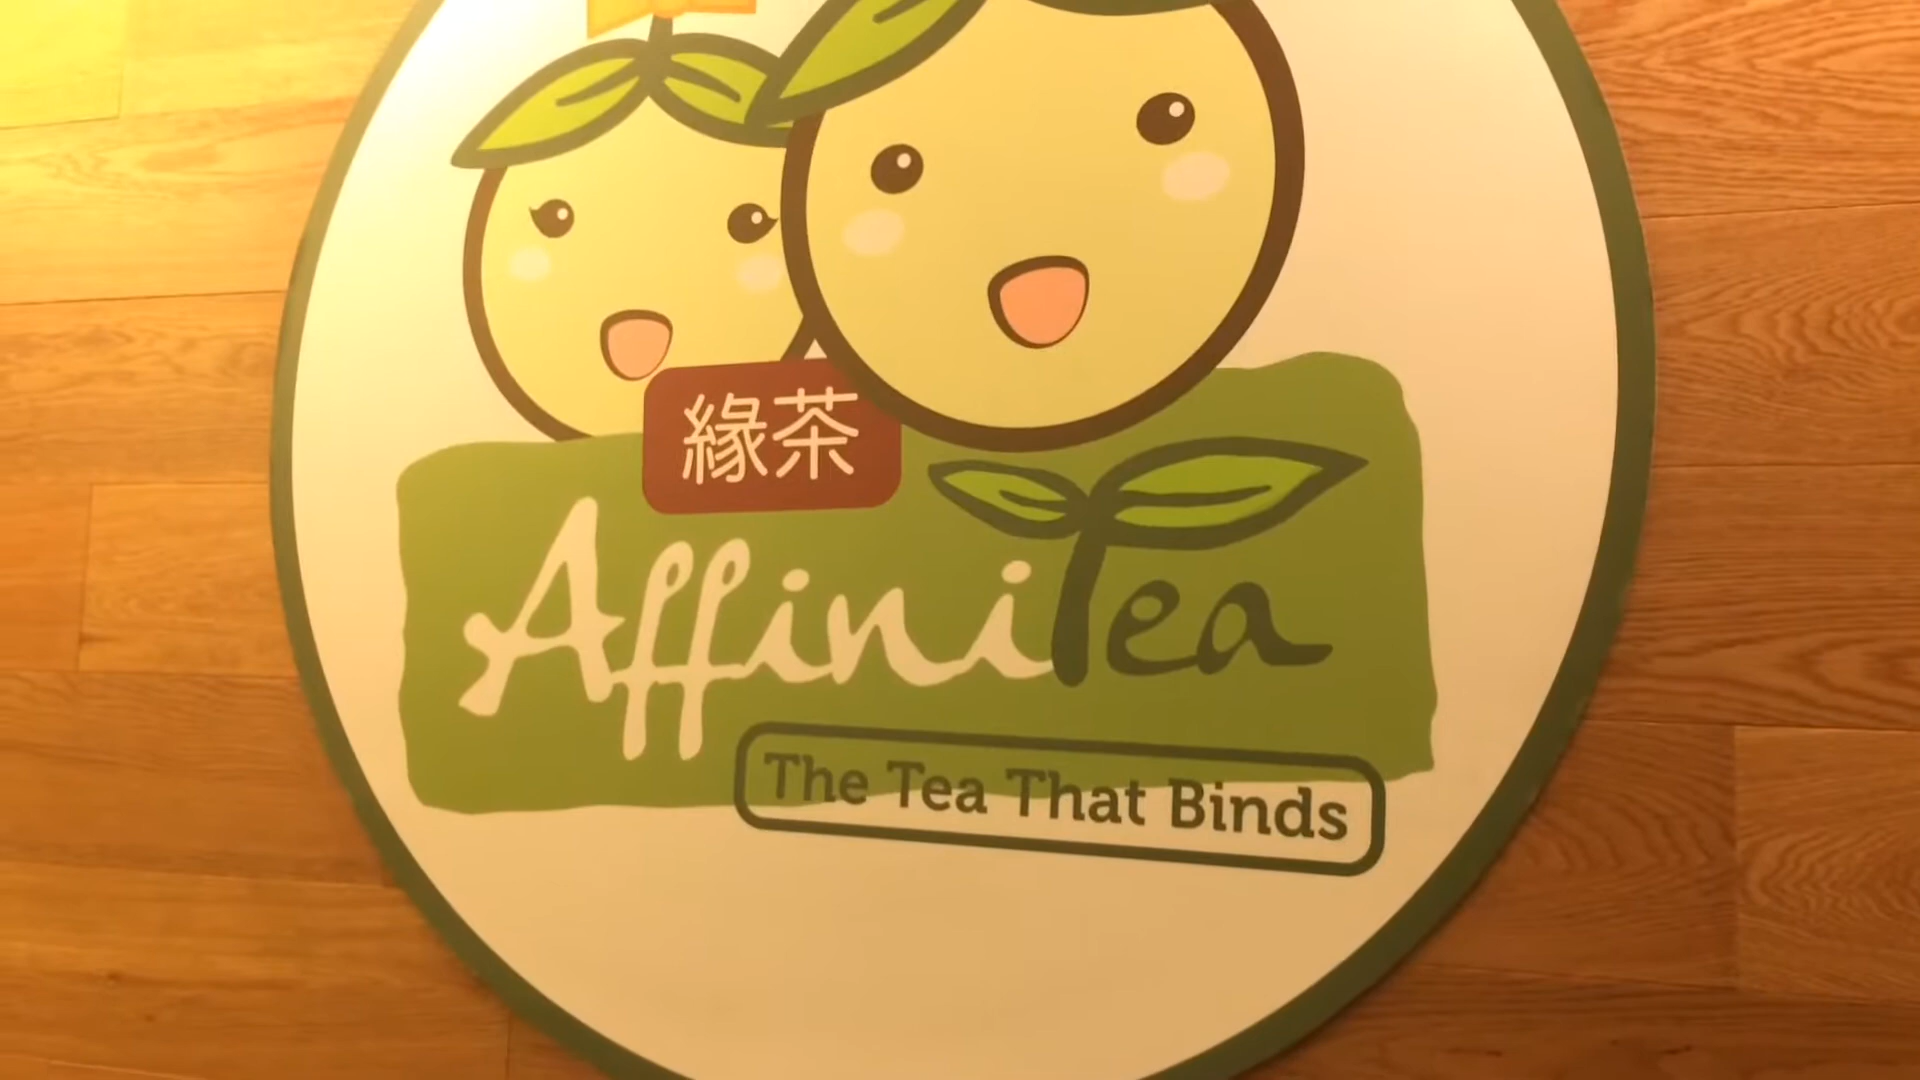 緣茶
AffiniTea
The Tea That Binds